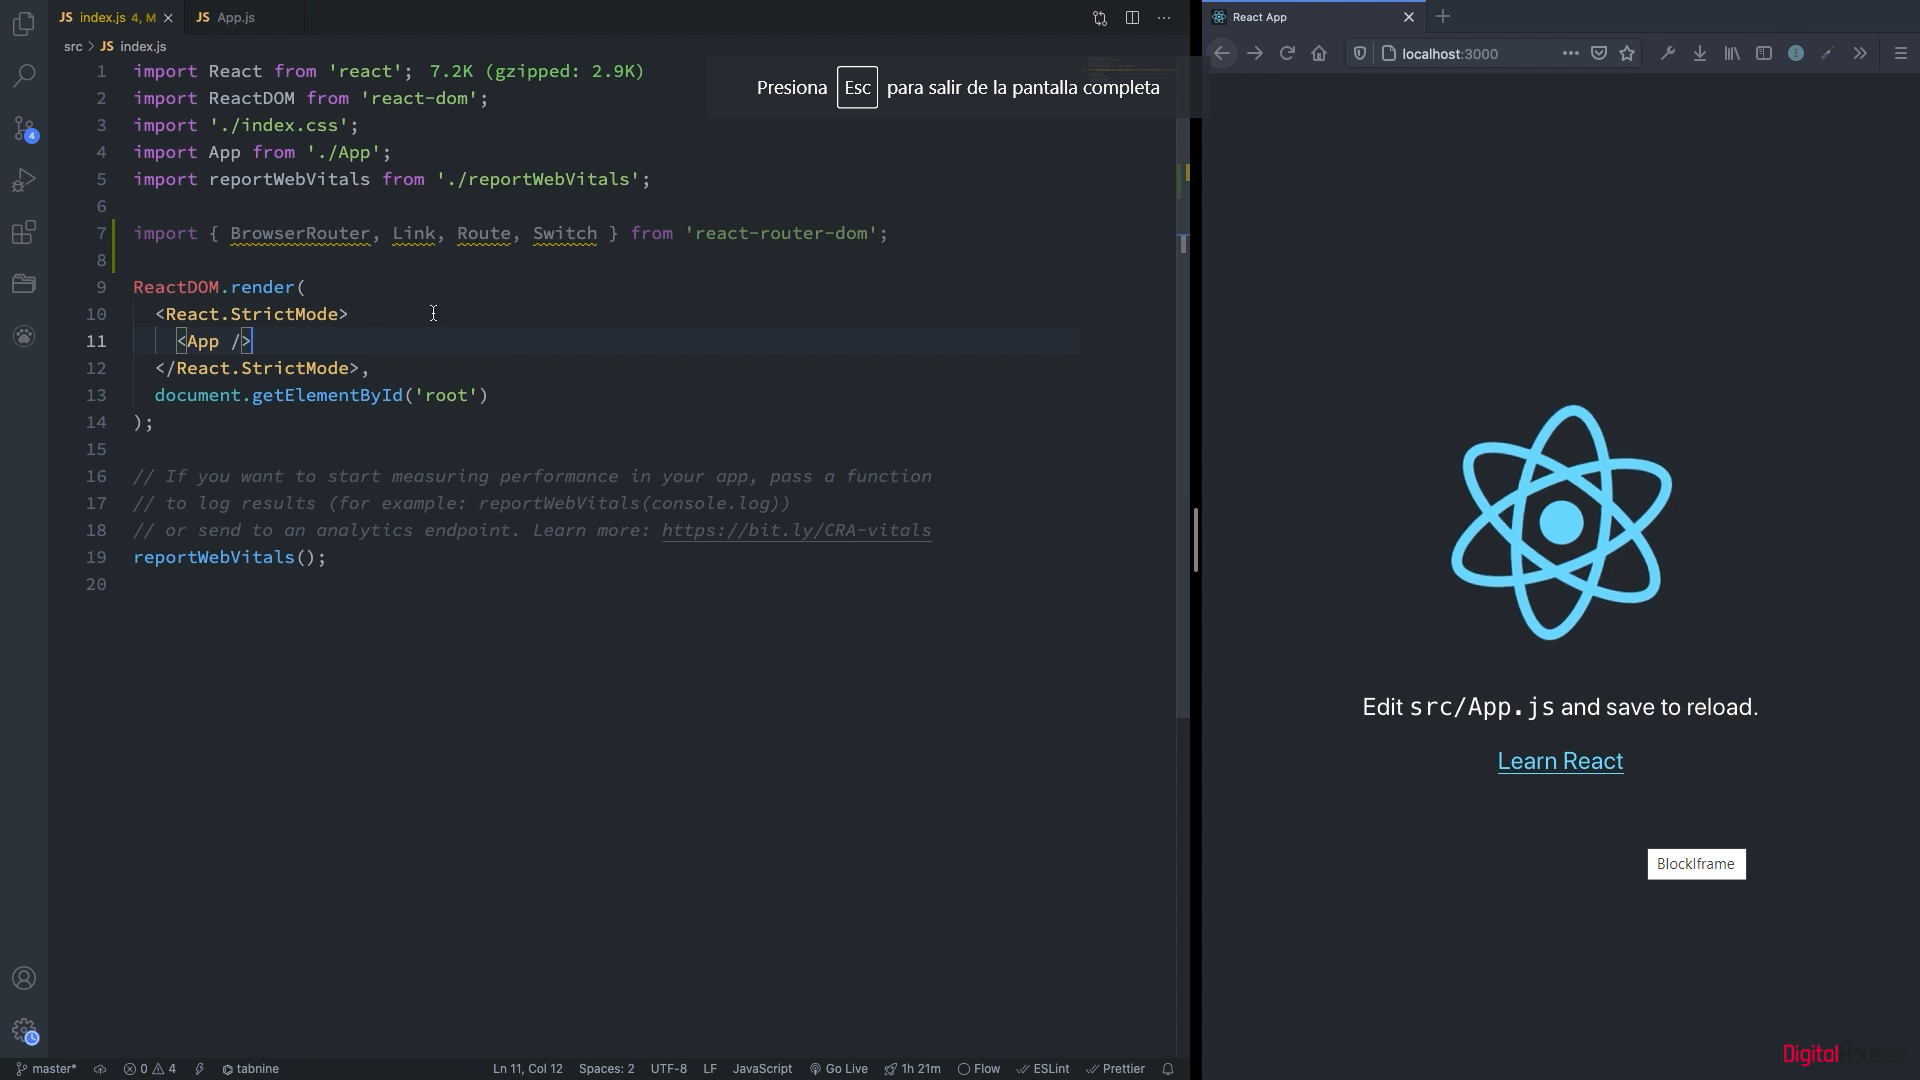 JS index.js 4, M
JS App.js
src > JS index.js
1 import React from 'react'; 7.2K (gzipped: 2.9K)
2 import ReactDOM from 'react-dom';
3 import './index.css';
4 import App from './App';
5 import reportWebVitals from './reportWebVitals';
6
7 import { BrowserRouter, Link, Route, Switch } from 'react-router-dom';
8
9 ReactDOM.render(
10 <React.StrictMode>
11 <App />
12 </React.StrictMode>,
13 document.getElementById('root')
14 );
15
16 // If you want to start measuring performance in your app, pass a function
17 // to log results (for example: reportWebVitals(console.log))
18 // or send to an analytics endpoint. Learn more: https://bit.ly/CRA-vitals
19 reportWebVitals();
20
Presiona Esc para salir de la pantalla completa
4
master* 0 4 tabnine Ln 11, Col 12 Spaces: 2 UTF-8 LF JavaScript Go Live 1h 21m Flow ESLint Prettier
React App
localhost:3000
Edit src/App.js and save to reload.
Learn React
BlockIframe
DigitalHouse>